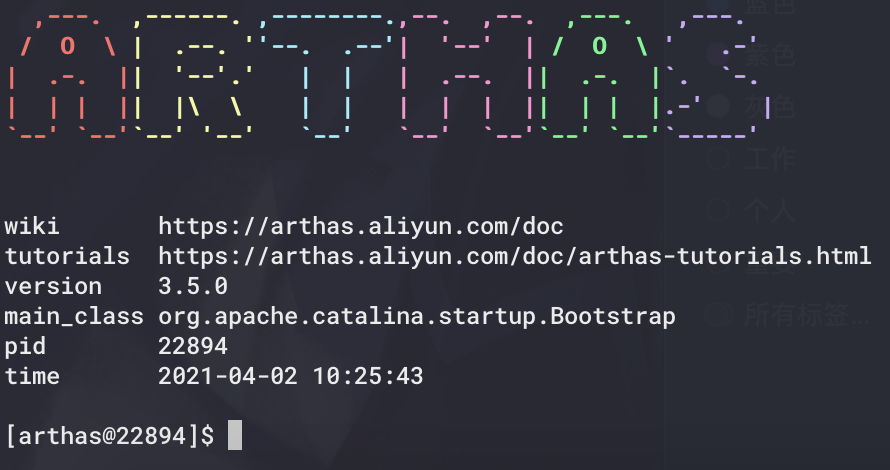 ARTHAS
wiki https://arthas.aliyun.com/doc
tutorials https://arthas.aliyun.com/doc/arthas-tutorials.html
version 3.5.0
main_class org.apache.catalina.startup.Bootstrap
pid 22894
time 2021-04-02 10:25:43
[arthas@22894]$
蓝色
紫色
灰色
工作
个人
重要
所有标签...